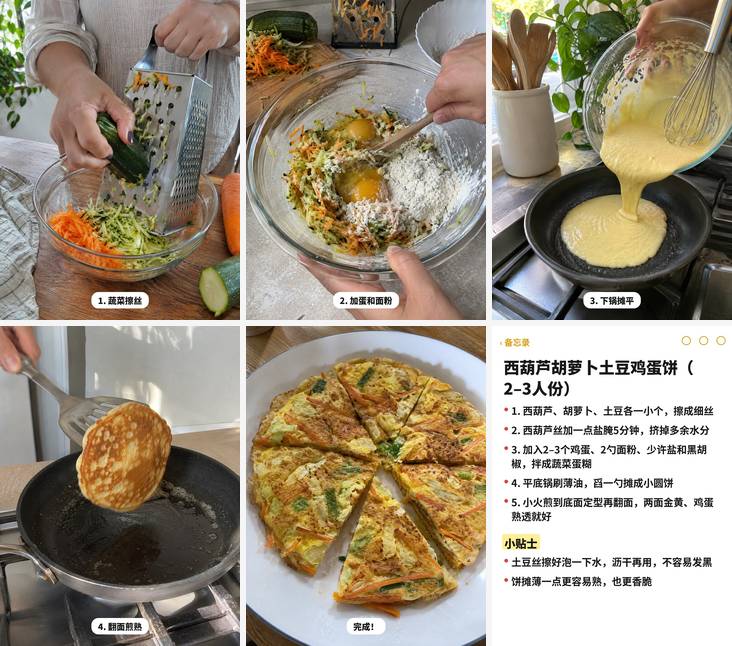 1. 蔬菜擦丝
2. 加蛋和面粉
3. 下锅摊平
4. 翻面煎熟
完成！
‹ 备忘录
西葫芦胡萝卜土豆鸡蛋饼（
2–3人份）
1. 西葫芦、胡萝卜、土豆各一小个，擦成细丝
2. 西葫芦丝加一点盐腌5分钟，挤掉多余水分
3. 加入2–3个鸡蛋、2勺面粉、少许盐和黑胡
椒，拌成蔬菜蛋糊
4. 平底锅刷薄油，舀一勺摊成小圆饼
5. 小火煎到底面定型再翻面，两面金黄、鸡蛋
熟透就好
小贴士
土豆丝擦好泡一下水，沥干再用，不容易发黑
饼摊薄一点更容易熟，也更香脆